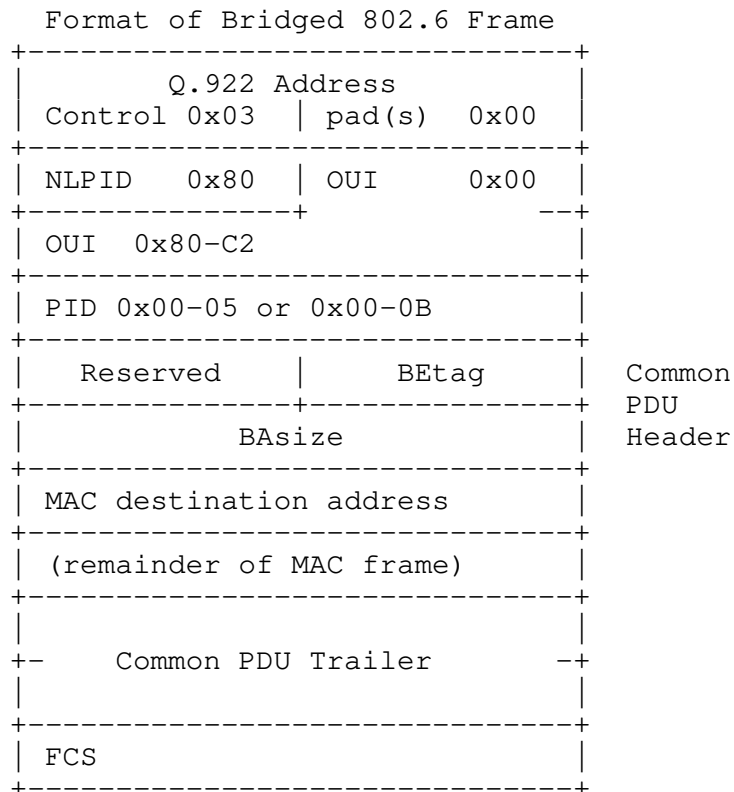 Format of Bridged 802.6 Frame
Q.922 Address
Control 0x03 | pad(s) 0x00
NLPID 0x80 | OUI 0x00
OUI 0x80-C2
PID 0x00-05 or 0x00-0B
Reserved | BEtag Common
PDU
BAsize Header
MAC destination address
(remainder of MAC frame)
Common PDU Trailer
FCS